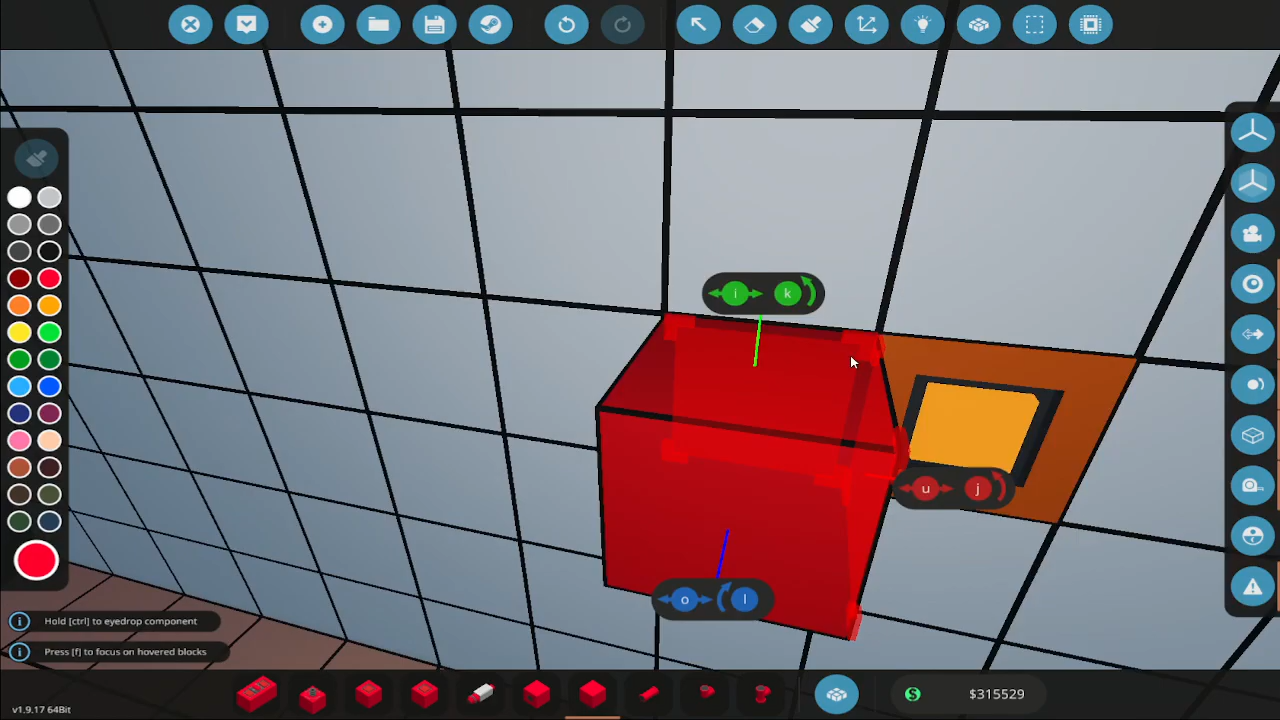 i k
u j
o l
Hold [ctrl] to eyedrop component
Press [f] to focus on hovered blocks
v1.9.17 64Bit
$ $315529